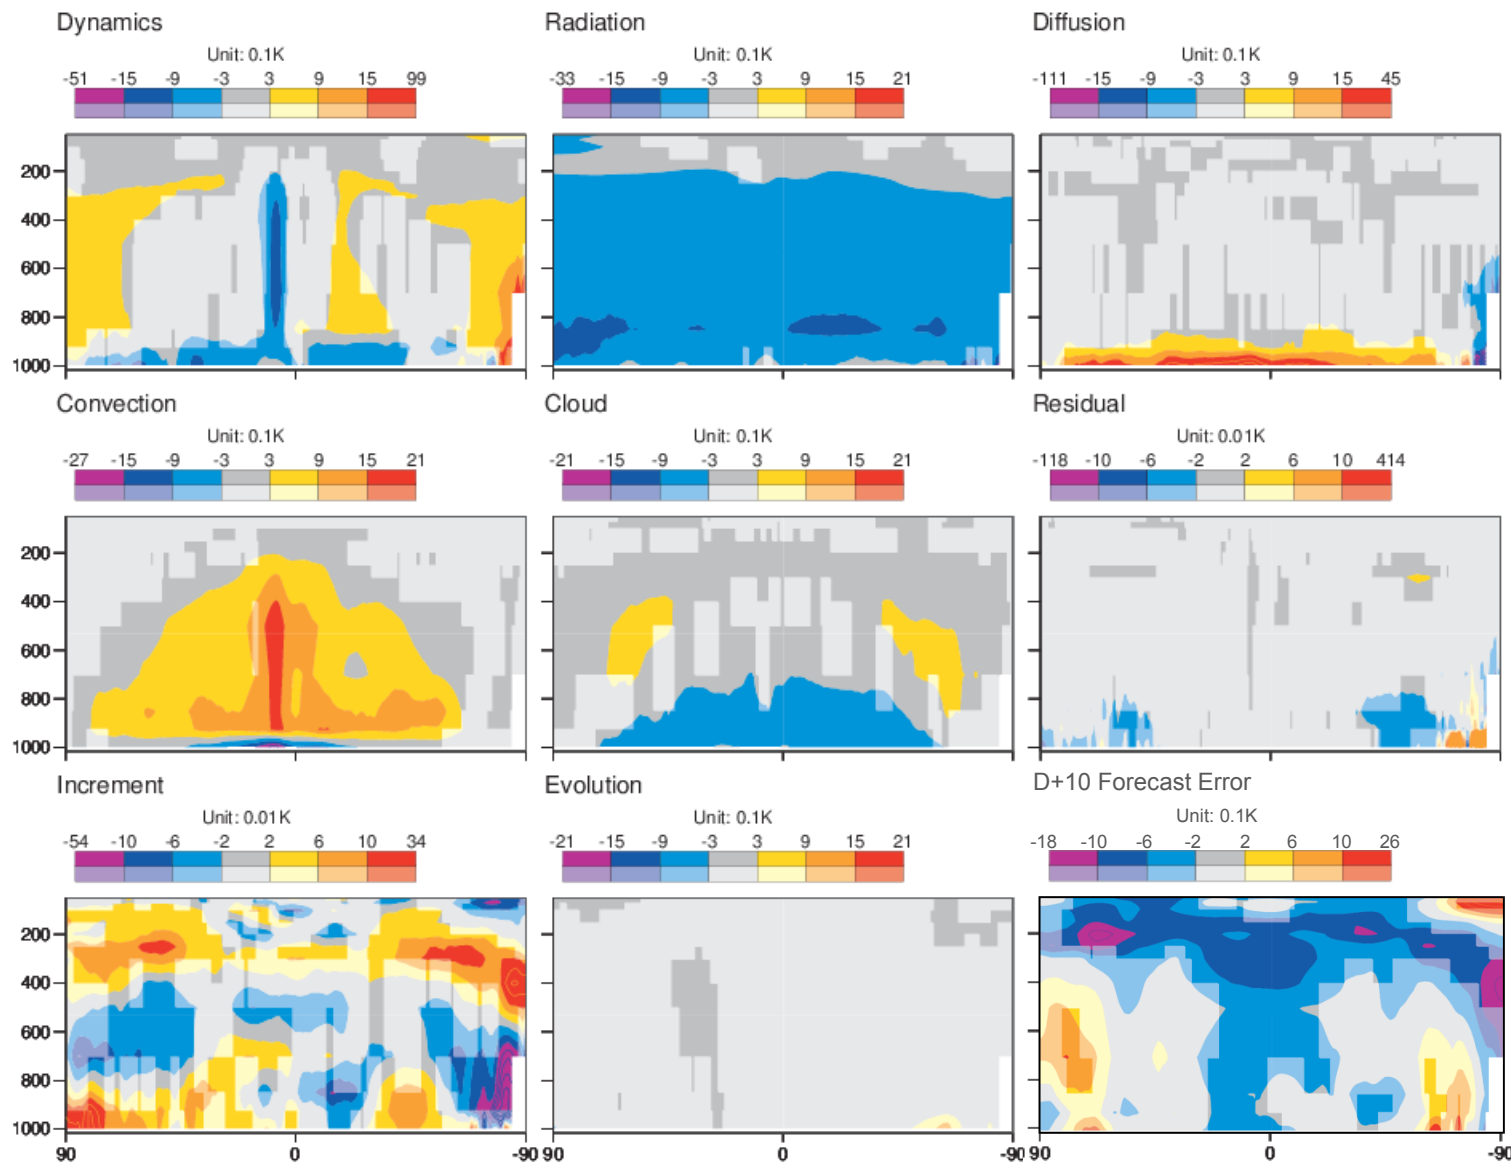 Dynamics Radiation Diffusion
Unit: 0.1K Unit: 0.1K Unit: 0.1K
-51 -15 -9 -3 3 9 15 99 -33 -15 -9 -3 3 9 15 21 -111 -15 -9 -3 3 9 15 45
200
400
600
800
1000
90 0 -90
Convection Cloud Residual
Unit: 0.1K Unit: 0.1K Unit: 0.01K
-27 -15 -9 -3 3 9 15 21 -21 -15 -9 -3 3 9 15 21 -118 -10 -6 -2 2 6 10 414
200
400
600
800
1000
Increment Evolution D+10 Forecast Error
Unit: 0.01K Unit: 0.1K Unit: 0.1K
-54 -10 -6 -2 2 6 10 34 -21 -15 -9 -3 3 9 15 21 -18 -10 -6 -2 2 6 10 26
200
400
600
800
1000
90 0 -90 90 0 -90 90 0 -90